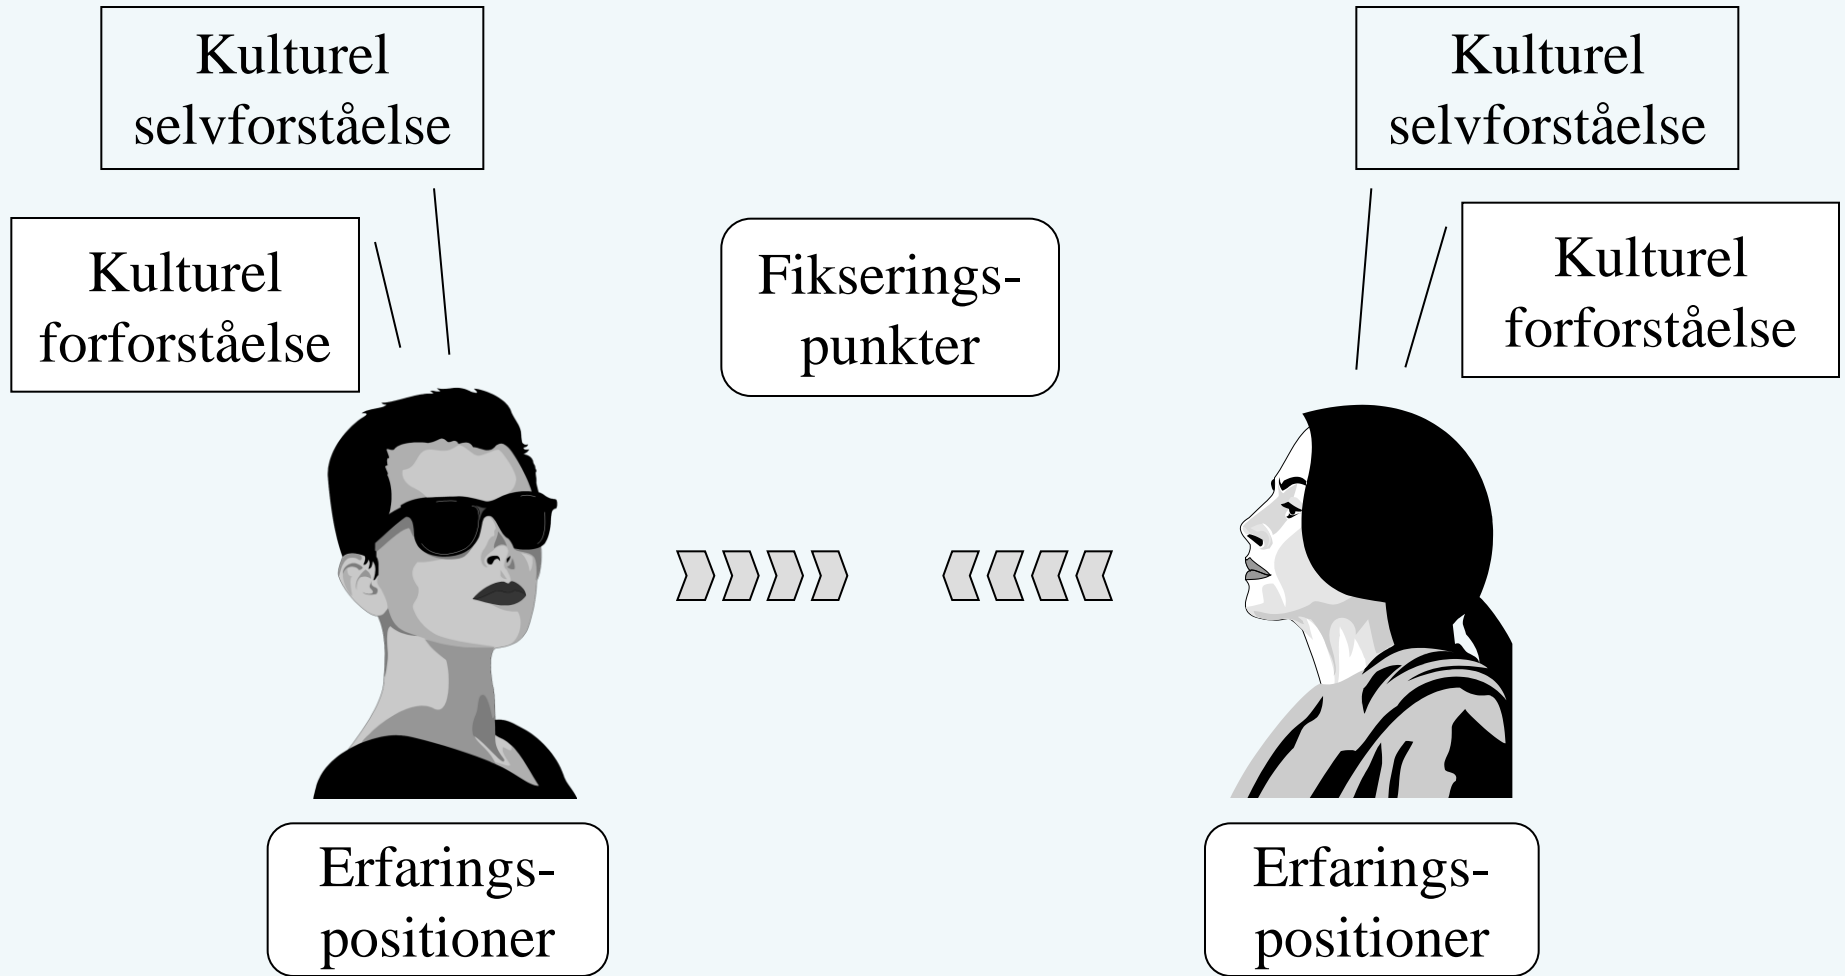 Kulturel
selvforståelse
Kulturel
forforståelse
Fikserings-
punkter
Kulturel
selvforståelse
Kulturel
forforståelse
Erfarings-
positioner
Erfarings-
positioner